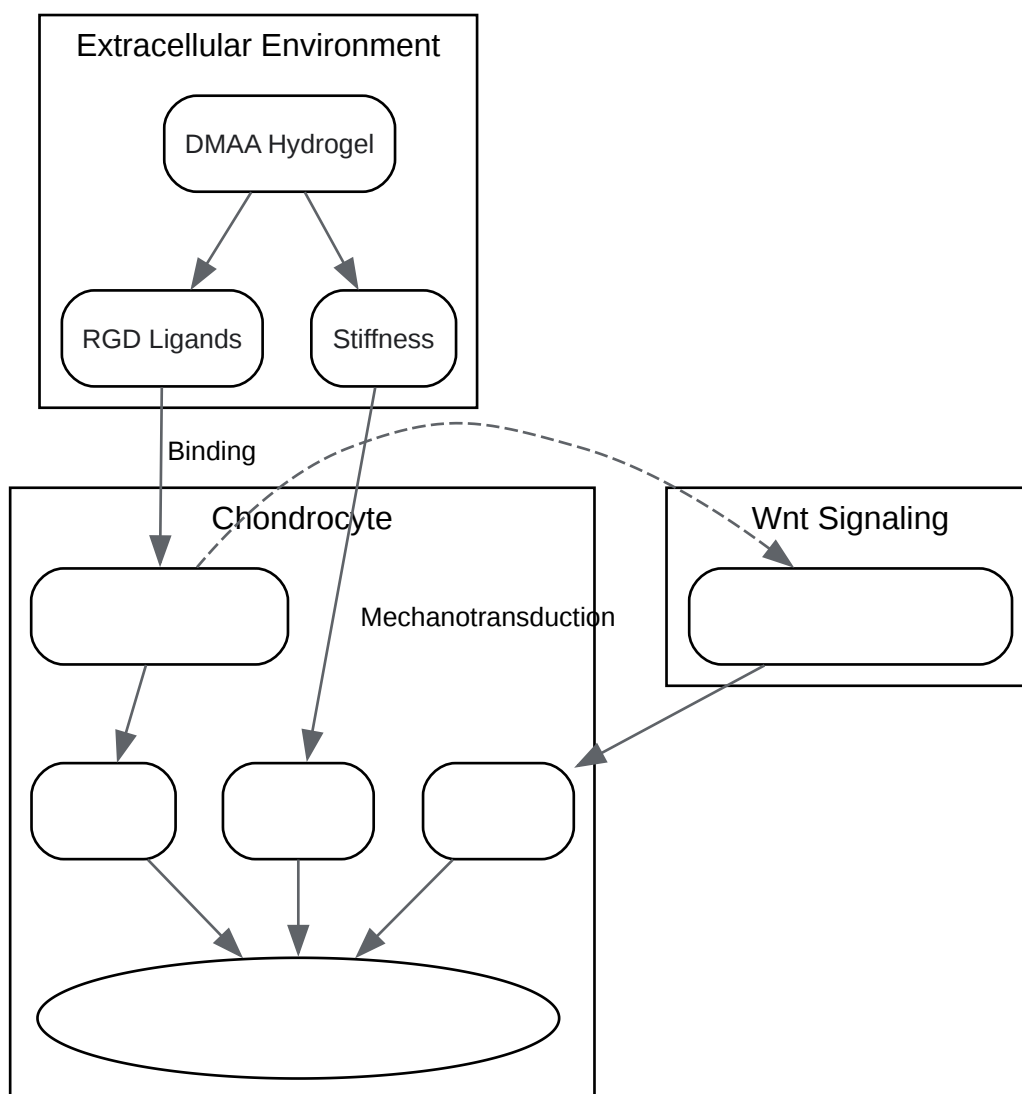 Extracellular Environment
DMAA Hydrogel
RGD Ligands
Stiffness
Binding
Chondrocyte
Wnt Signaling
Mechanotransduction